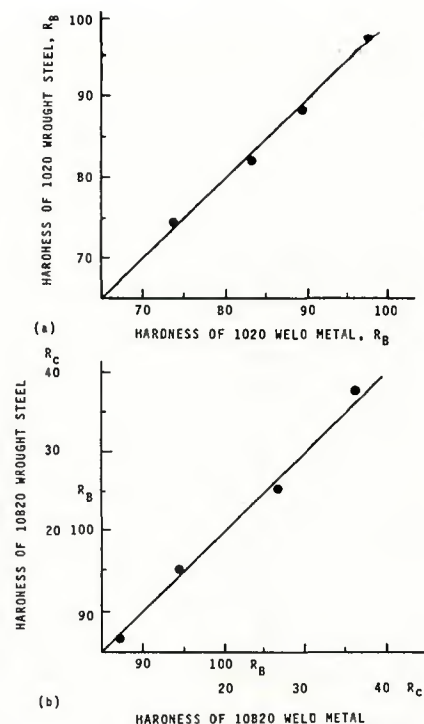 100
HARDNESS OF 1020 WROUGHT STEEL, R_B
90
80
70
70 80 90 100
(a) HARDNESS OF 1020 WELD METAL, R_B
R_C
40
HARDNESS OF 10B20 WROUGHT STEEL
30
R_B
20 100
90
90 100 R_B
20 30 40 R_C
(b)
HARDNESS OF 10B20 WELD METAL